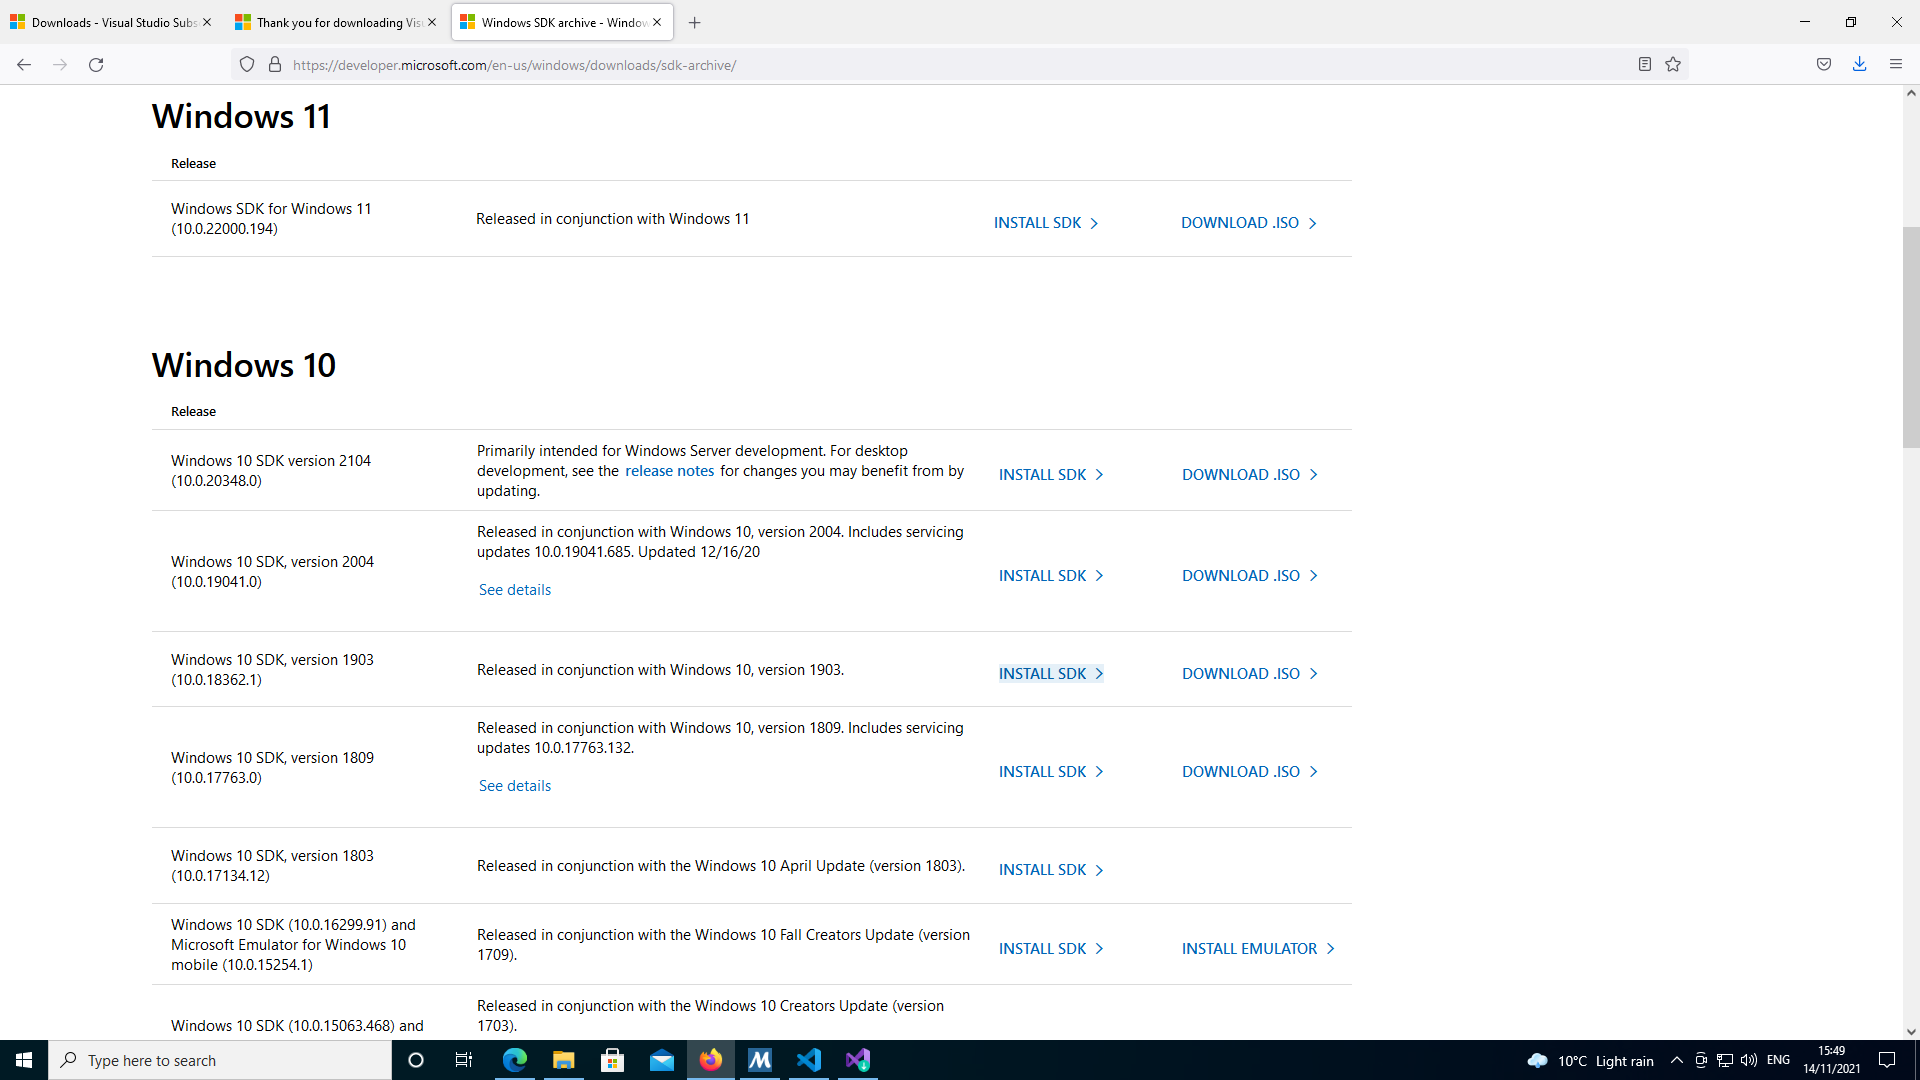 Downloads - Visual Studio Subs
Thank you for downloading Visu
Windows SDK archive - Window
https://developer.microsoft.com/en-us/windows/downloads/sdk-archive/
Windows 11
Release
Windows SDK for Windows 11
(10.0.22000.194)
Released in conjunction with Windows 11
INSTALL SDK
DOWNLOAD .ISO
Windows 10
Release
Windows 10 SDK version 2104
(10.0.20348.0)
Primarily intended for Windows Server development. For desktop
development, see the release notes for changes you may benefit from by
updating.
INSTALL SDK
DOWNLOAD .ISO
Windows 10 SDK, version 2004
(10.0.19041.0)
Released in conjunction with Windows 10, version 2004. Includes servicing
updates 10.0.19041.685. Updated 12/16/20
See details
INSTALL SDK
DOWNLOAD .ISO
Windows 10 SDK, version 1903
(10.0.18362.1)
Released in conjunction with Windows 10, version 1903.
INSTALL SDK
DOWNLOAD .ISO
Windows 10 SDK, version 1809
(10.0.17763.0)
Released in conjunction with Windows 10, version 1809. Includes servicing
updates 10.0.17763.132.
See details
INSTALL SDK
DOWNLOAD .ISO
Windows 10 SDK, version 1803
(10.0.17134.12)
Released in conjunction with the Windows 10 April Update (version 1803).
INSTALL SDK
Windows 10 SDK (10.0.16299.91) and
Microsoft Emulator for Windows 10
mobile (10.0.15254.1)
Released in conjunction with the Windows 10 Fall Creators Update (version
1709).
INSTALL SDK
INSTALL EMULATOR
Windows 10 SDK (10.0.15063.468) and
Released in conjunction with the Windows 10 Creators Update (version
1703).
Type here to search
10°C Light rain
ENG
15:49
14/11/2021